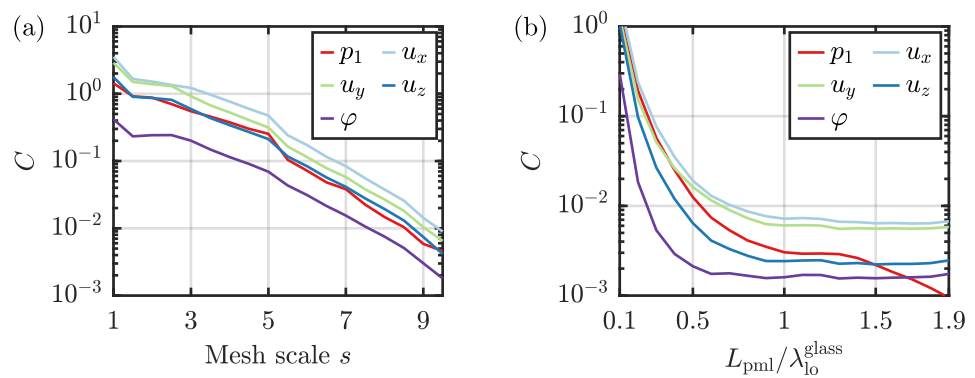 (a)
10^1
10^0
10^-1
10^-2
10^-3
C
p_1 u_x
u_y u_z
φ
1 3 5 7 9
Mesh scale s
(b)
10^0
10^-1
10^-2
10^-3
C
p_1 u_x
u_y u_z
φ
0.1 0.5 1 1.5 1.9
L_pml/λ_lo^glass